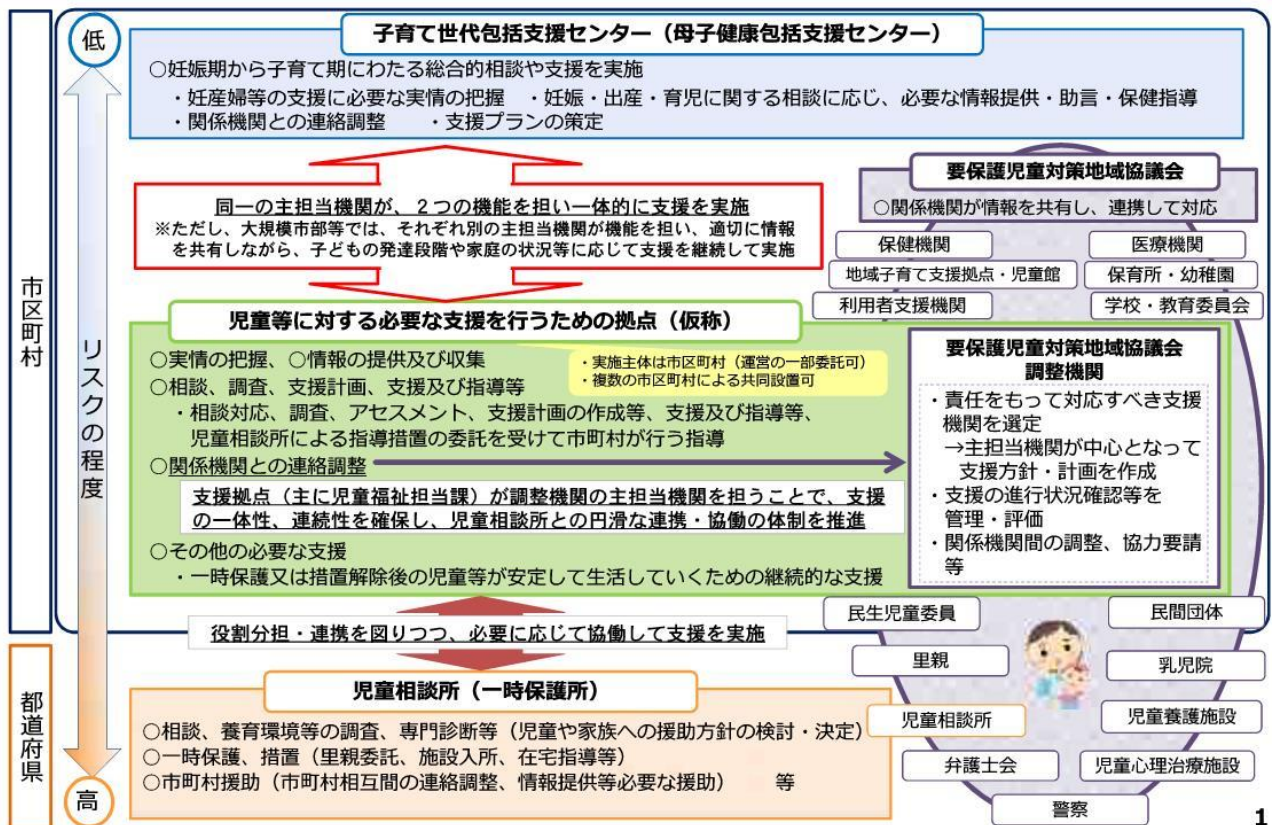 市区町村
都道府県
低
リスクの程度
高
子育て世代包括支援センター（母子健康包括支援センター）
○妊娠期から子育て期にわたる総合的相談や支援を実施
・妊産婦等の支援に必要な実情の把握　・妊娠・出産・育児に関する相談に応じ、必要な情報提供・助言・保健指導
・関係機関との連絡調整　・支援プランの策定
同一の主担当機関が、２つの機能を担い一体的に支援を実施
※ただし、大規模市部等では、それぞれ別の主担当機関が機能を担い、適切に情報
を共有しながら、子どもの発達段階や家庭の状況等に応じて支援を継続して実施
要保護児童対策地域協議会
○関係機関が情報を共有し、連携して対応
保健機関
医療機関
地域子育て支援拠点・児童館
保育所・幼稚園
利用者支援機関
学校・教育委員会
児童等に対する必要な支援を行うための拠点（仮称）
○実情の把握、○情報の提供及び収集
・実施主体は市区町村（運営の一部委託可）
・複数の市区町村による共同設置可
○相談、調査、支援計画、支援及び指導等
・相談対応、調査、アセスメント、支援計画の作成等、支援及び指導等、
児童相談所による指導措置の委託を受けて市町村が行う指導
○関係機関との連絡調整
支援拠点（主に児童福祉担当課）が調整機関の主担当機関を担うことで、支援
の一体性、連続性を確保し、児童相談所との円滑な連携・協働の体制を推進
○その他の必要な支援
・一時保護又は措置解除後の児童等が安定して生活していくための継続的な支援
要保護児童対策地域協議会
調整機関
・責任をもって対応すべき支援
機関を選定
→主担当機関が中心となって
支援方針・計画を作成
・支援の進行状況確認等を
管理・評価
・関係機関間の調整、協力要請
等
役割分担・連携を図りつつ、必要に応じて協働して支援を実施
児童相談所（一時保護所）
○相談、養育環境等の調査、専門診断等（児童や家族への援助方針の検討・決定）
○一時保護、措置（里親委託、施設入所、在宅指導等）
○市町村援助（市町村相互間の連絡調整、情報提供等必要な援助）　等
民生児童委員
民間団体
里親
乳児院
児童相談所
児童養護施設
弁護士会
児童心理治療施設
警察
1